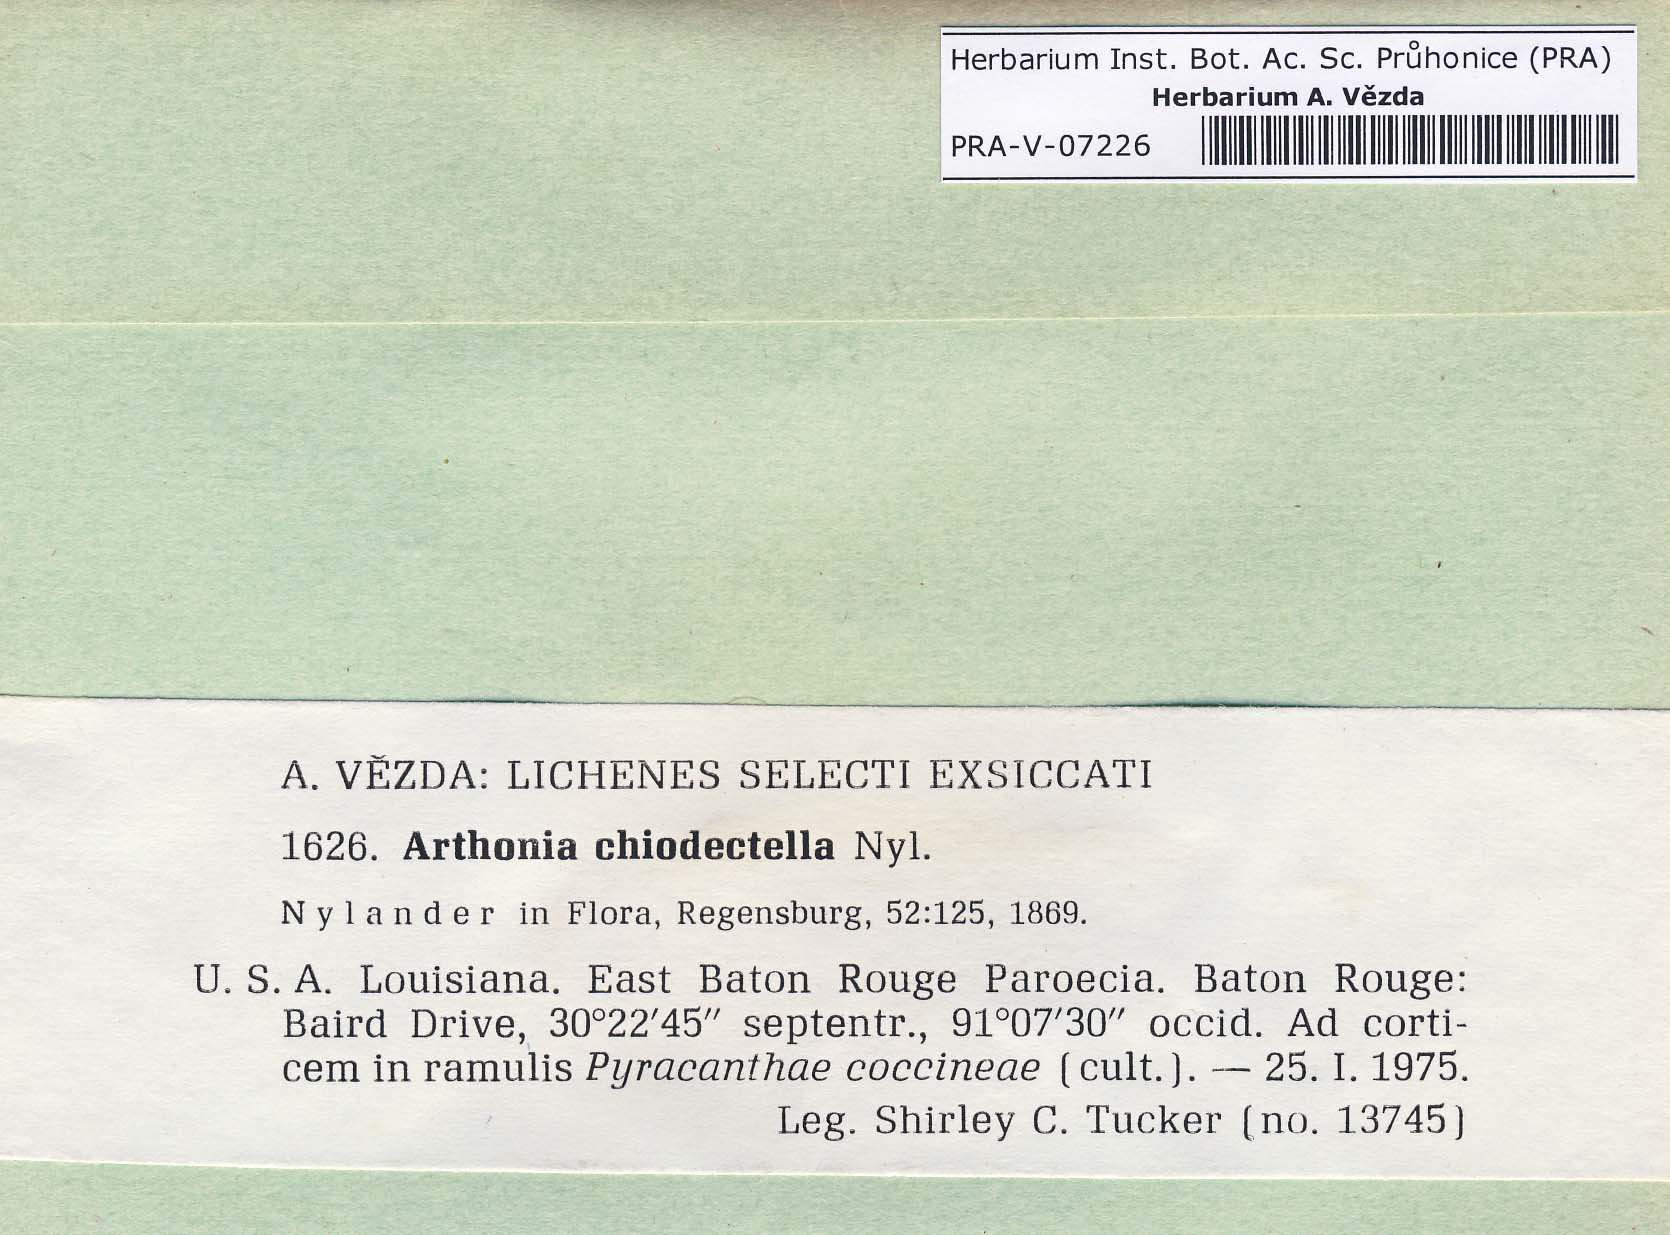 Herbarium Inst. Bot. Ac. Sc. Průhonice (PRA)
Herbarium A. Vězda
PRA-V-07226
A. VĚZDA: LICHENES SELECTI EXSICCATI
1626. Arthonia chiodectella Nyl.
Nylander in Flora, Regensburg, 52:125, 1869.
U. S. A. Louisiana. East Baton Rouge Paroecia. Baton Rouge:
Baird Drive, 30°22′45″ septentr., 91°07′30″ occid. Ad corti-
cem in ramulis Pyracanthae coccineae (cult.). — 25. I. 1975.
Leg. Shirley C. Tucker (no. 13745)